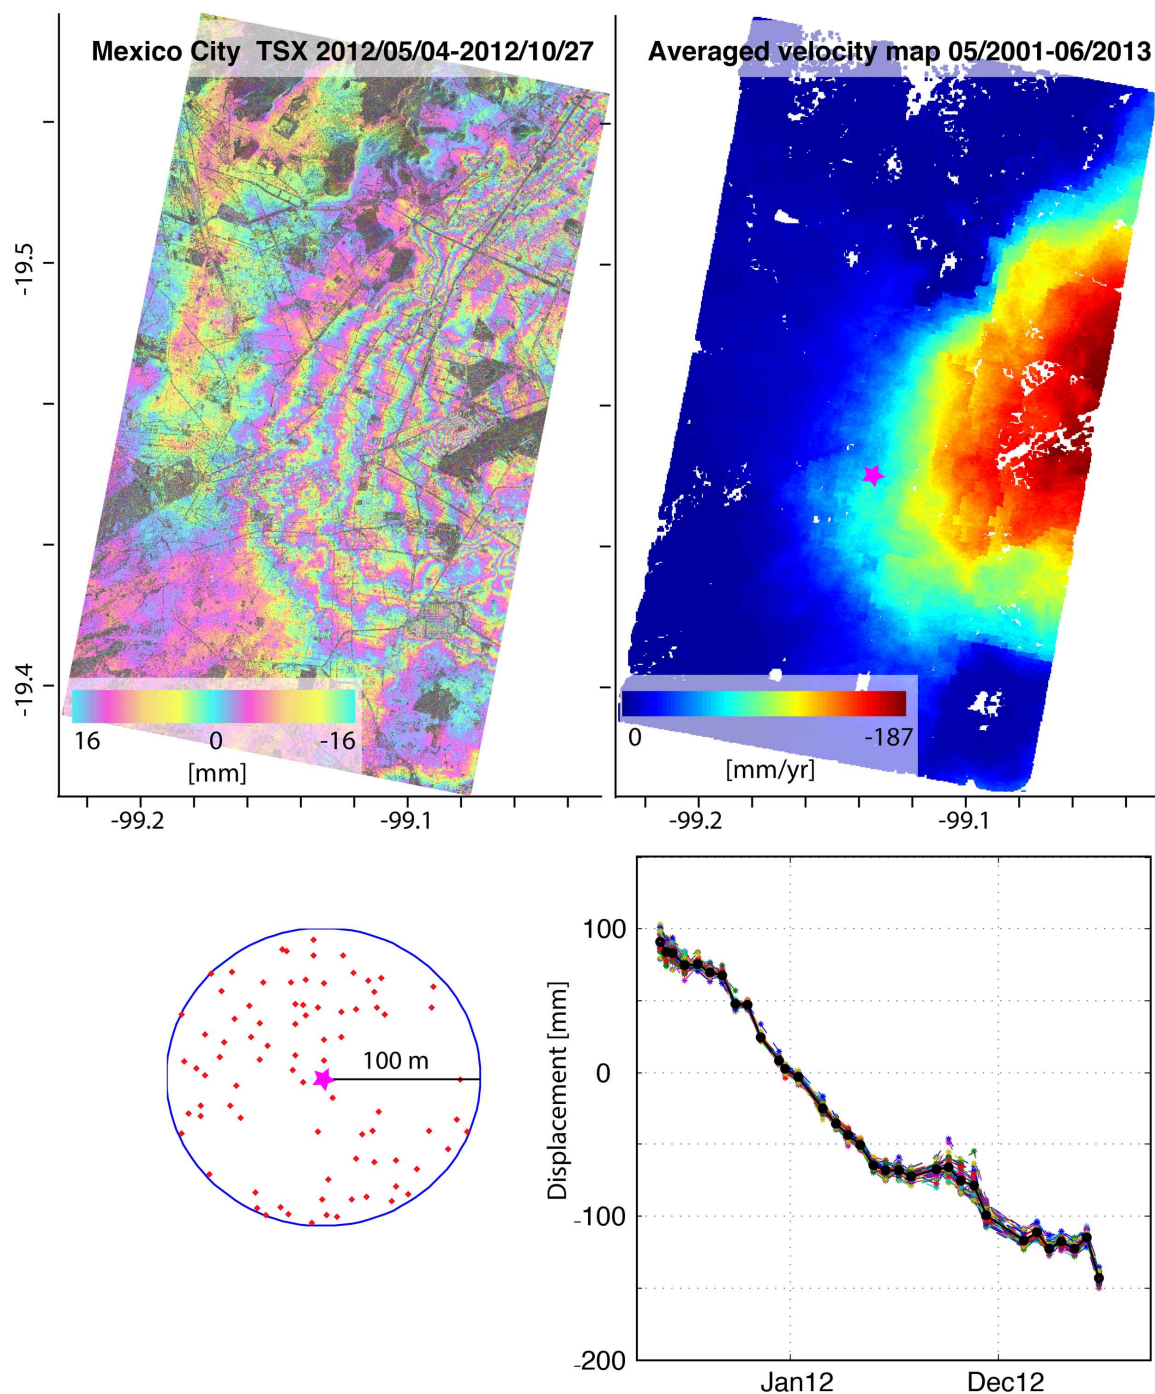 Mexico City  TSX 2012/05/04-2012/10/27
Averaged velocity map 05/2001-06/2013
-19.5
-19.4
16 0 -16
[mm]
0 -187
[mm/yr]
-99.2 -99.1
-99.2 -99.1
100 m
Displacement [mm]
100
0
-100
-200
Jan12 Dec12